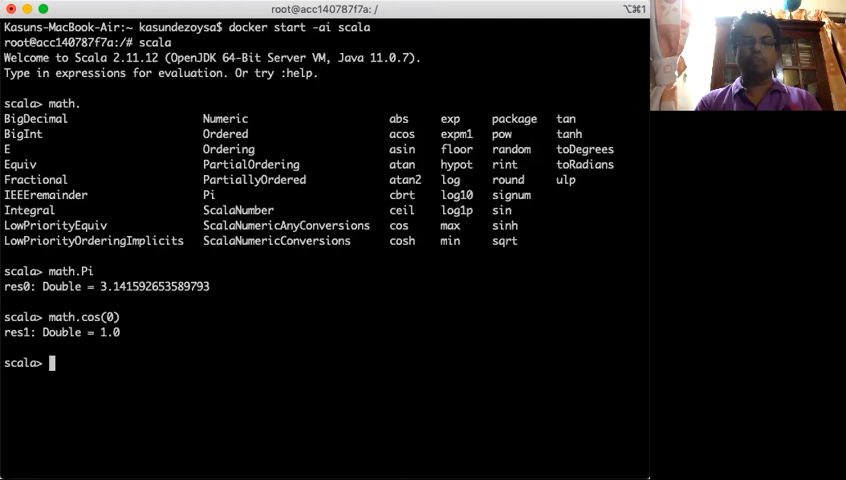 root@acc140787f7a: /
⌥⌘1
Kasuns-MacBook-Air:~ kasundezoysa$ docker start -ai scala
root@acc140787f7a:/# scala
Welcome to Scala 2.11.12 (OpenJDK 64-Bit Server VM, Java 11.0.7).
Type in expressions for evaluation. Or try :help.
scala> math.
BigDecimal Numeric abs exp package tan
BigInt Ordered acos expm1 pow tanh
E Ordering asin floor random toDegrees
Equiv PartialOrdering atan hypot rint toRadians
Fractional PartiallyOrdered atan2 log round ulp
IEEEremainder Pi cbrt log10 signum
Integral ScalaNumber ceil log1p sin
LowPriorityEquiv ScalaNumericAnyConversions cos max sinh
LowPriorityOrderingImplicits ScalaNumericConversions cosh min sqrt
scala> math.Pi
res0: Double = 3.141592653589793
scala> math.cos(0)
res1: Double = 1.0
scala>